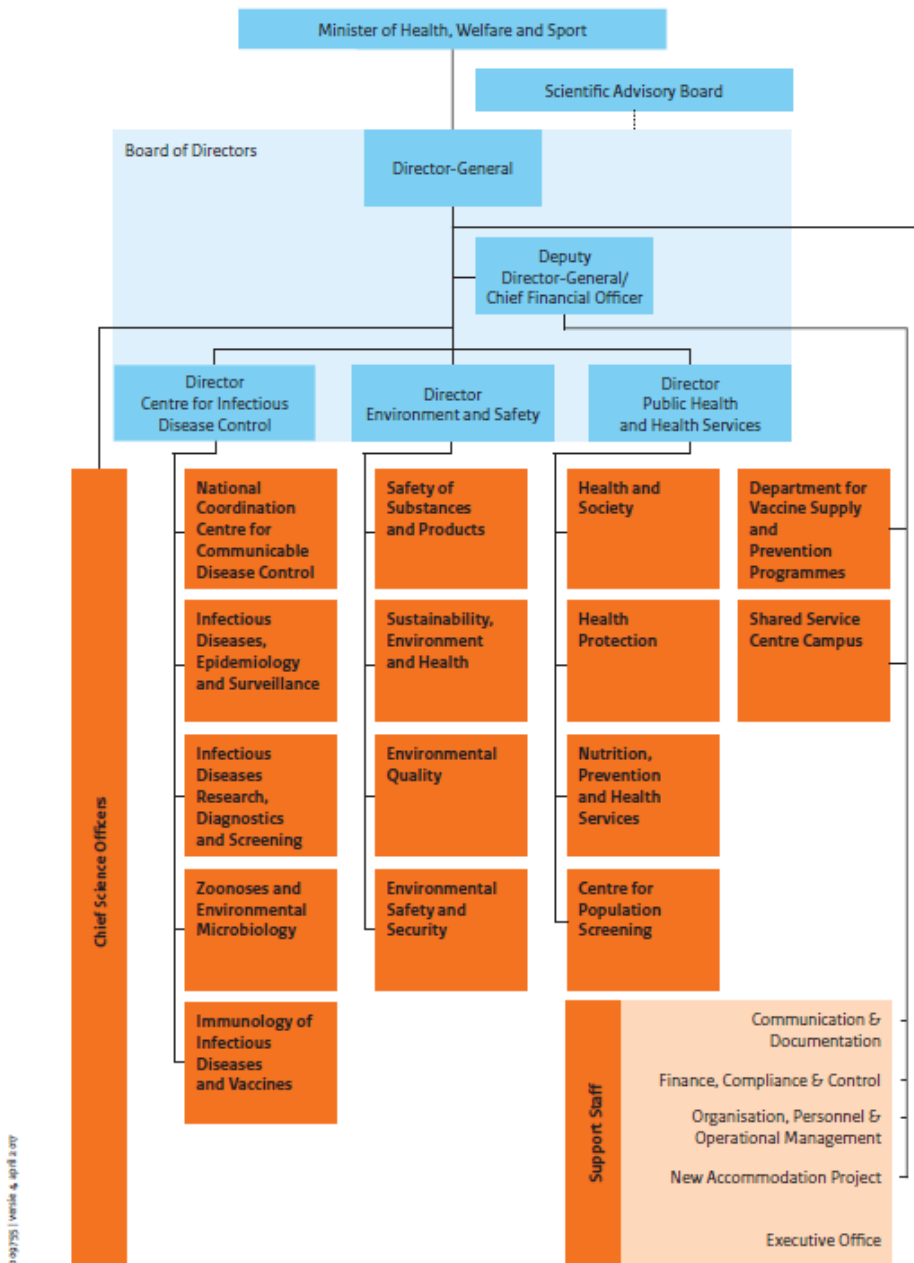 Minister of Health, Welfare and Sport
Scientific Advisory Board
Board of Directors
Director-General
Deputy
Director-General/
Chief Financial Officer
Director
Centre for Infectious
Disease Control
Director
Environment and Safety
Director
Public Health
and Health Services
Chief Science Officers
National
Coordination
Centre for
Communicable
Disease Control
Infectious
Diseases,
Epidemiology
and Surveillance
Infectious
Diseases
Research,
Diagnostics
and Screening
Zoonoses and
Environmental
Microbiology
Immunology of
Infectious
Diseases
and Vaccines
Safety of
Substances
and Products
Sustainability,
Environment
and Health
Environmental
Quality
Environmental
Safety and
Security
Health and
Society
Health
Protection
Nutrition,
Prevention
and Health
Services
Centre for
Population
Screening
Department for
Vaccine Supply
and
Prevention
Programmes
Shared Service
Centre Campus
Support Staff
Communication &
Documentation
Finance, Compliance & Control
Organisation, Personnel &
Operational Management
New Accommodation Project
Executive Office
versie 4, april